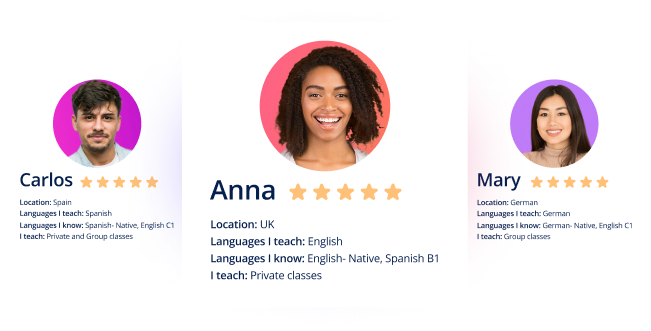 Carlos
Location: Spain
Languages I teach: Spanish
Languages I know: Spanish- Native, English C1
I teach: Private and Group classes
Anna
Location: UK
Languages I teach: English
Languages I know: English- Native, Spanish B1
I teach: Private classes
Mary
Location: German
Languages I teach: German
Languages I know: German- Native, English C1
I teach: Group classes